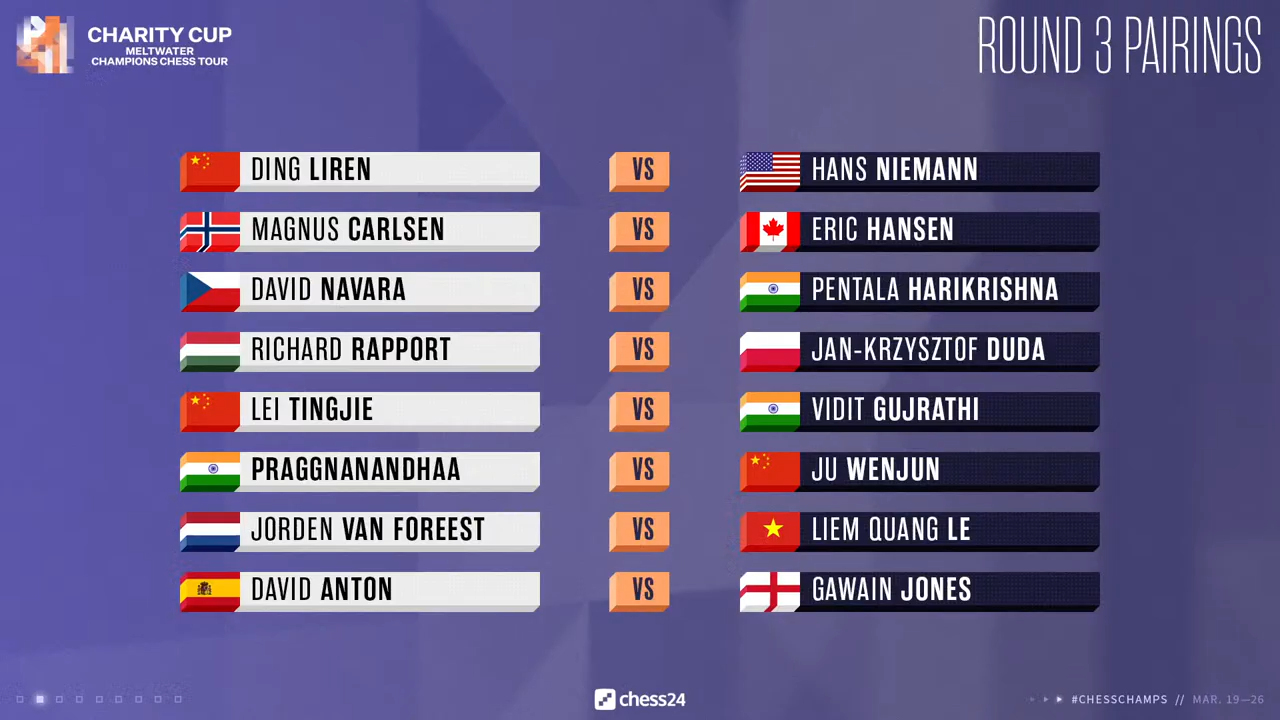 CHARITY CUP
MELTWATER
CHAMPIONS CHESS TOUR
ROUND 3 PAIRINGS
DING LIREN VS HANS NIEMANN
MAGNUS CARLSEN VS ERIC HANSEN
DAVID NAVARA VS PENTALA HARIKRISHNA
RICHARD RAPPORT VS JAN-KRZYSZTOF DUDA
LEI TINGJIE VS VIDIT GUJRATHI
PRAGGNANANDHAA VS JU WENJUN
JORDEN VAN FOREEST VS LIEM QUANG LE
DAVID ANTON VS GAWAIN JONES
chess24
#CHESSCHAMPS // MAR. 19—26